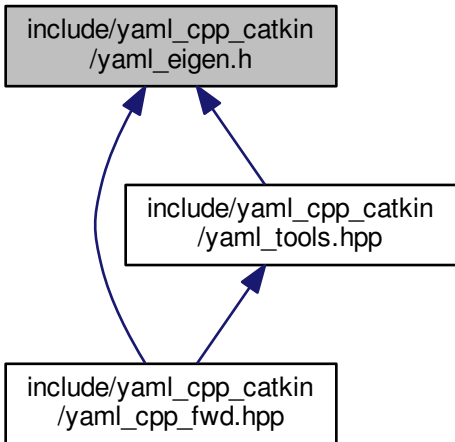 include/yaml_cpp_catkin
/yaml_eigen.h
include/yaml_cpp_catkin
/yaml_tools.hpp
include/yaml_cpp_catkin
/yaml_cpp_fwd.hpp